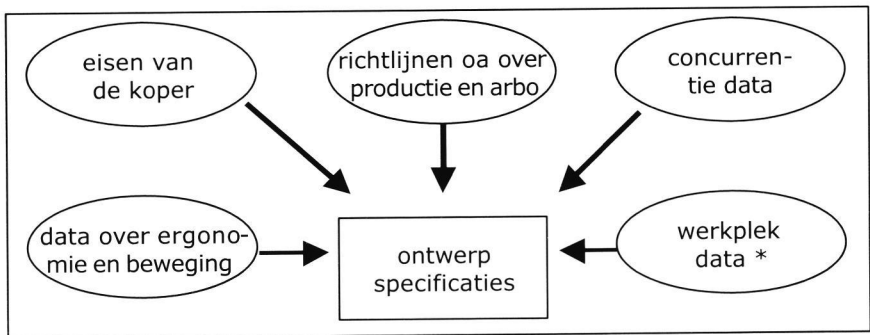 eisen van
de koper
richtlijnen oa over
productie en arbo
concurren-
tie data
data over ergono-
mie en beweging
ontwerp
specificaties
werkplek
data *